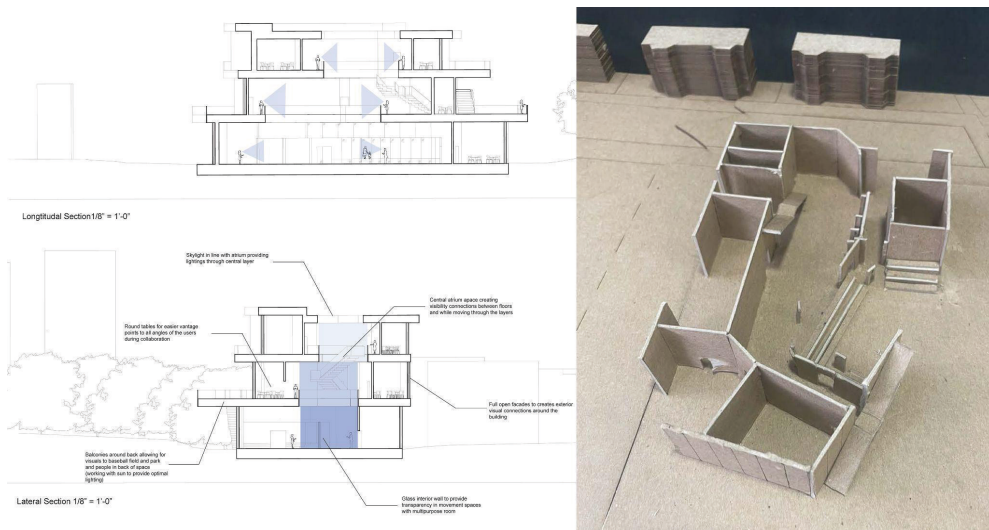 Longtitudal Section1/8" = 1'-0"
Skylight in line with atrium providing
lightings through central layer
Central atrium space creating
visibility connections between floors
and while moving through the layers
Round tables for easier vantage
points to all angles of the users
during collaboration
Full open facades to creates exterior
visual connections around the
building
Balconies around back allowing for
visuals to baseball field and park
and people in back of space
(working with sun to provide optimal
lighting)
Glass interior wall to provide
transparency in movement spaces
with multipurpose room
Lateral Section 1/8" = 1'-0"